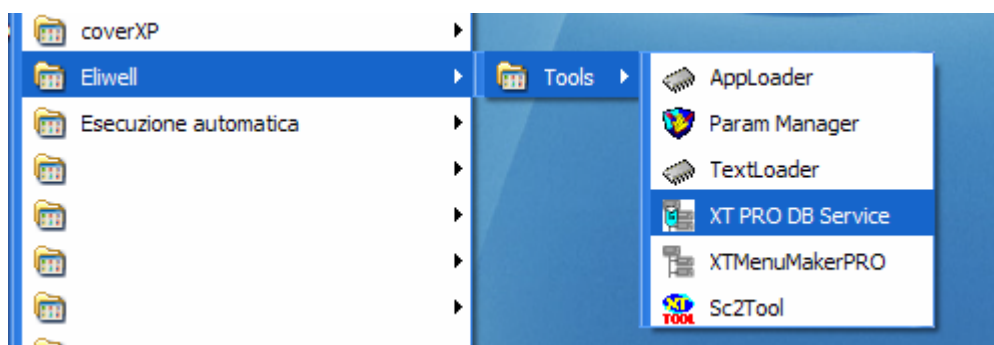 coverXP
Eliwell
Esecuzione automatica
Tools
AppLoader
Param Manager
TextLoader
XT PRO DB Service
XTMenuMakerPRO
XT TOOL Sc2Tool